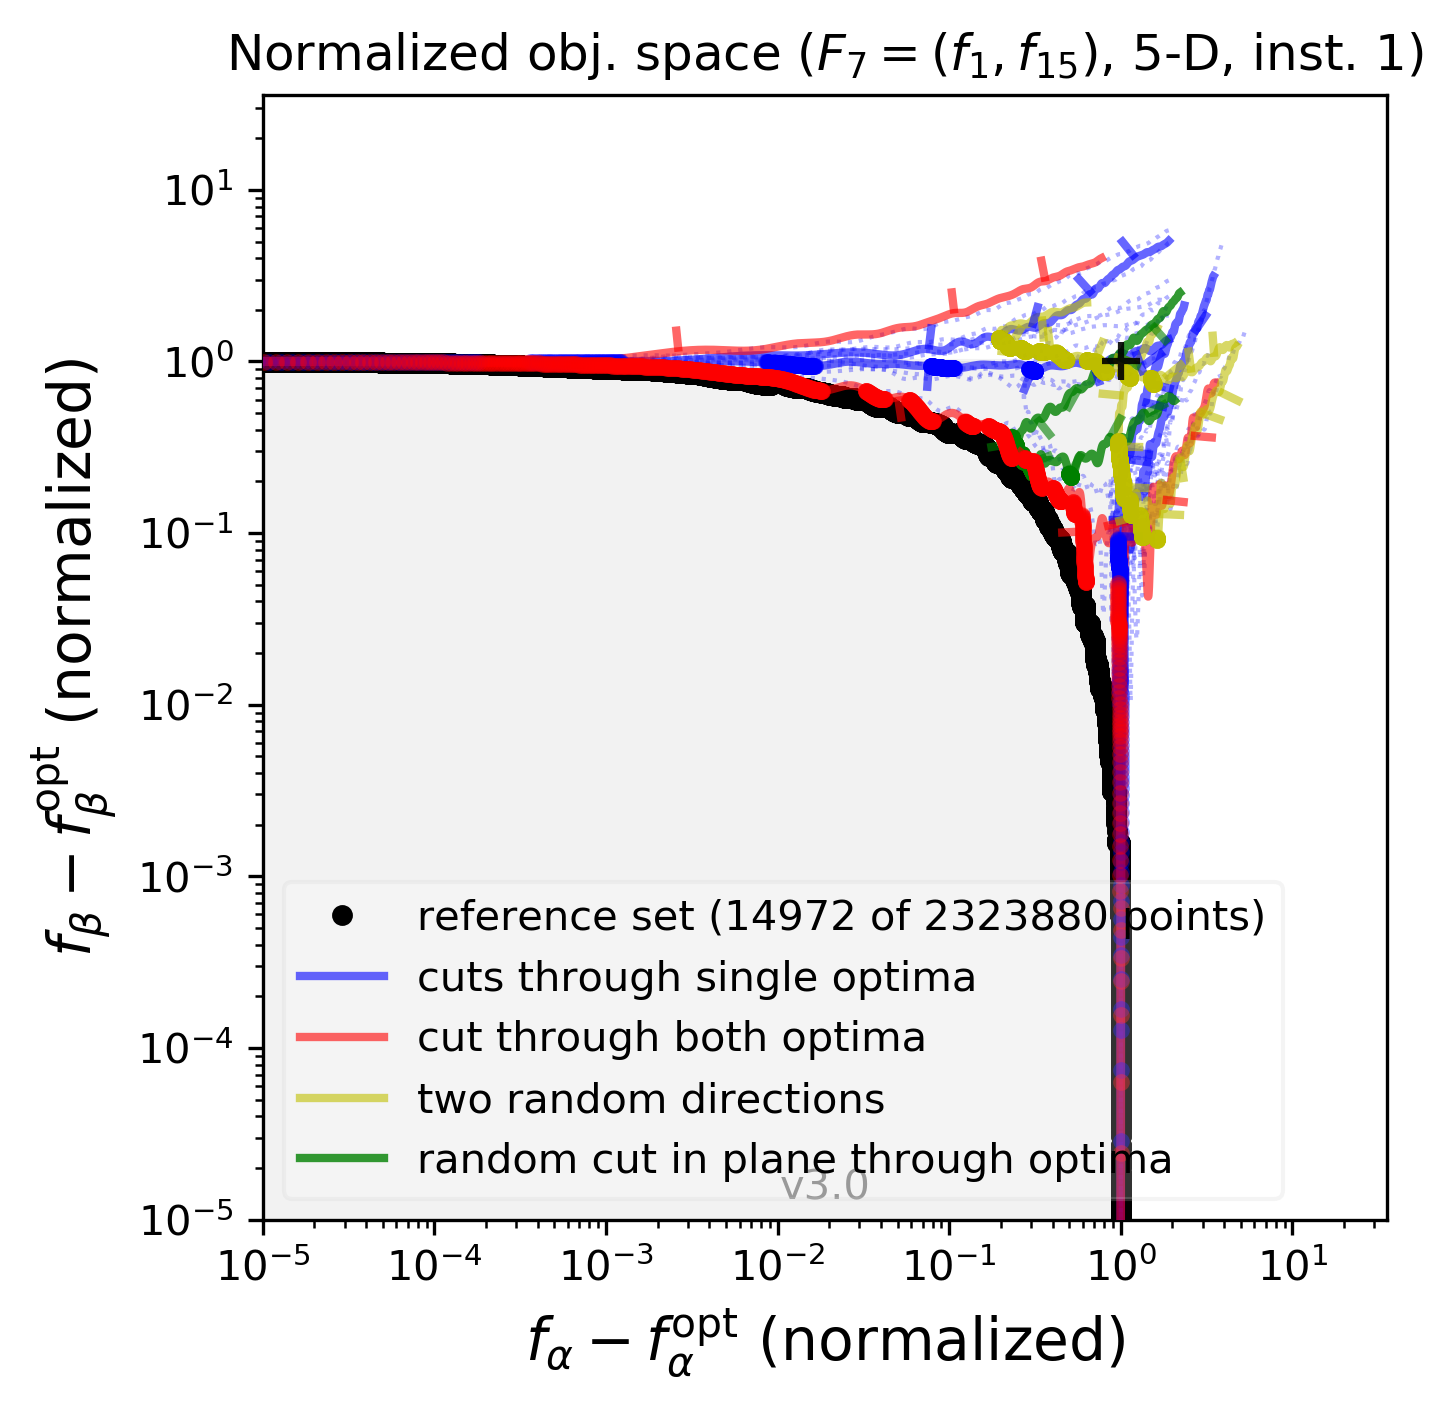 Normalized obj. space (F₇ = (f₁, f₁₅), 5-D, inst. 1)
10¹
10⁰
10⁻¹
10⁻²
10⁻³
10⁻⁴
10⁻⁵
f_β − f_β^opt (normalized)
reference set (14972 of 2323880 points)
cuts through single optima
cut through both optima
two random directions
random cut in plane through optima
v3.0
10⁻⁵ 10⁻⁴ 10⁻³ 10⁻² 10⁻¹ 10⁰ 10¹
f_α − f_α^opt (normalized)